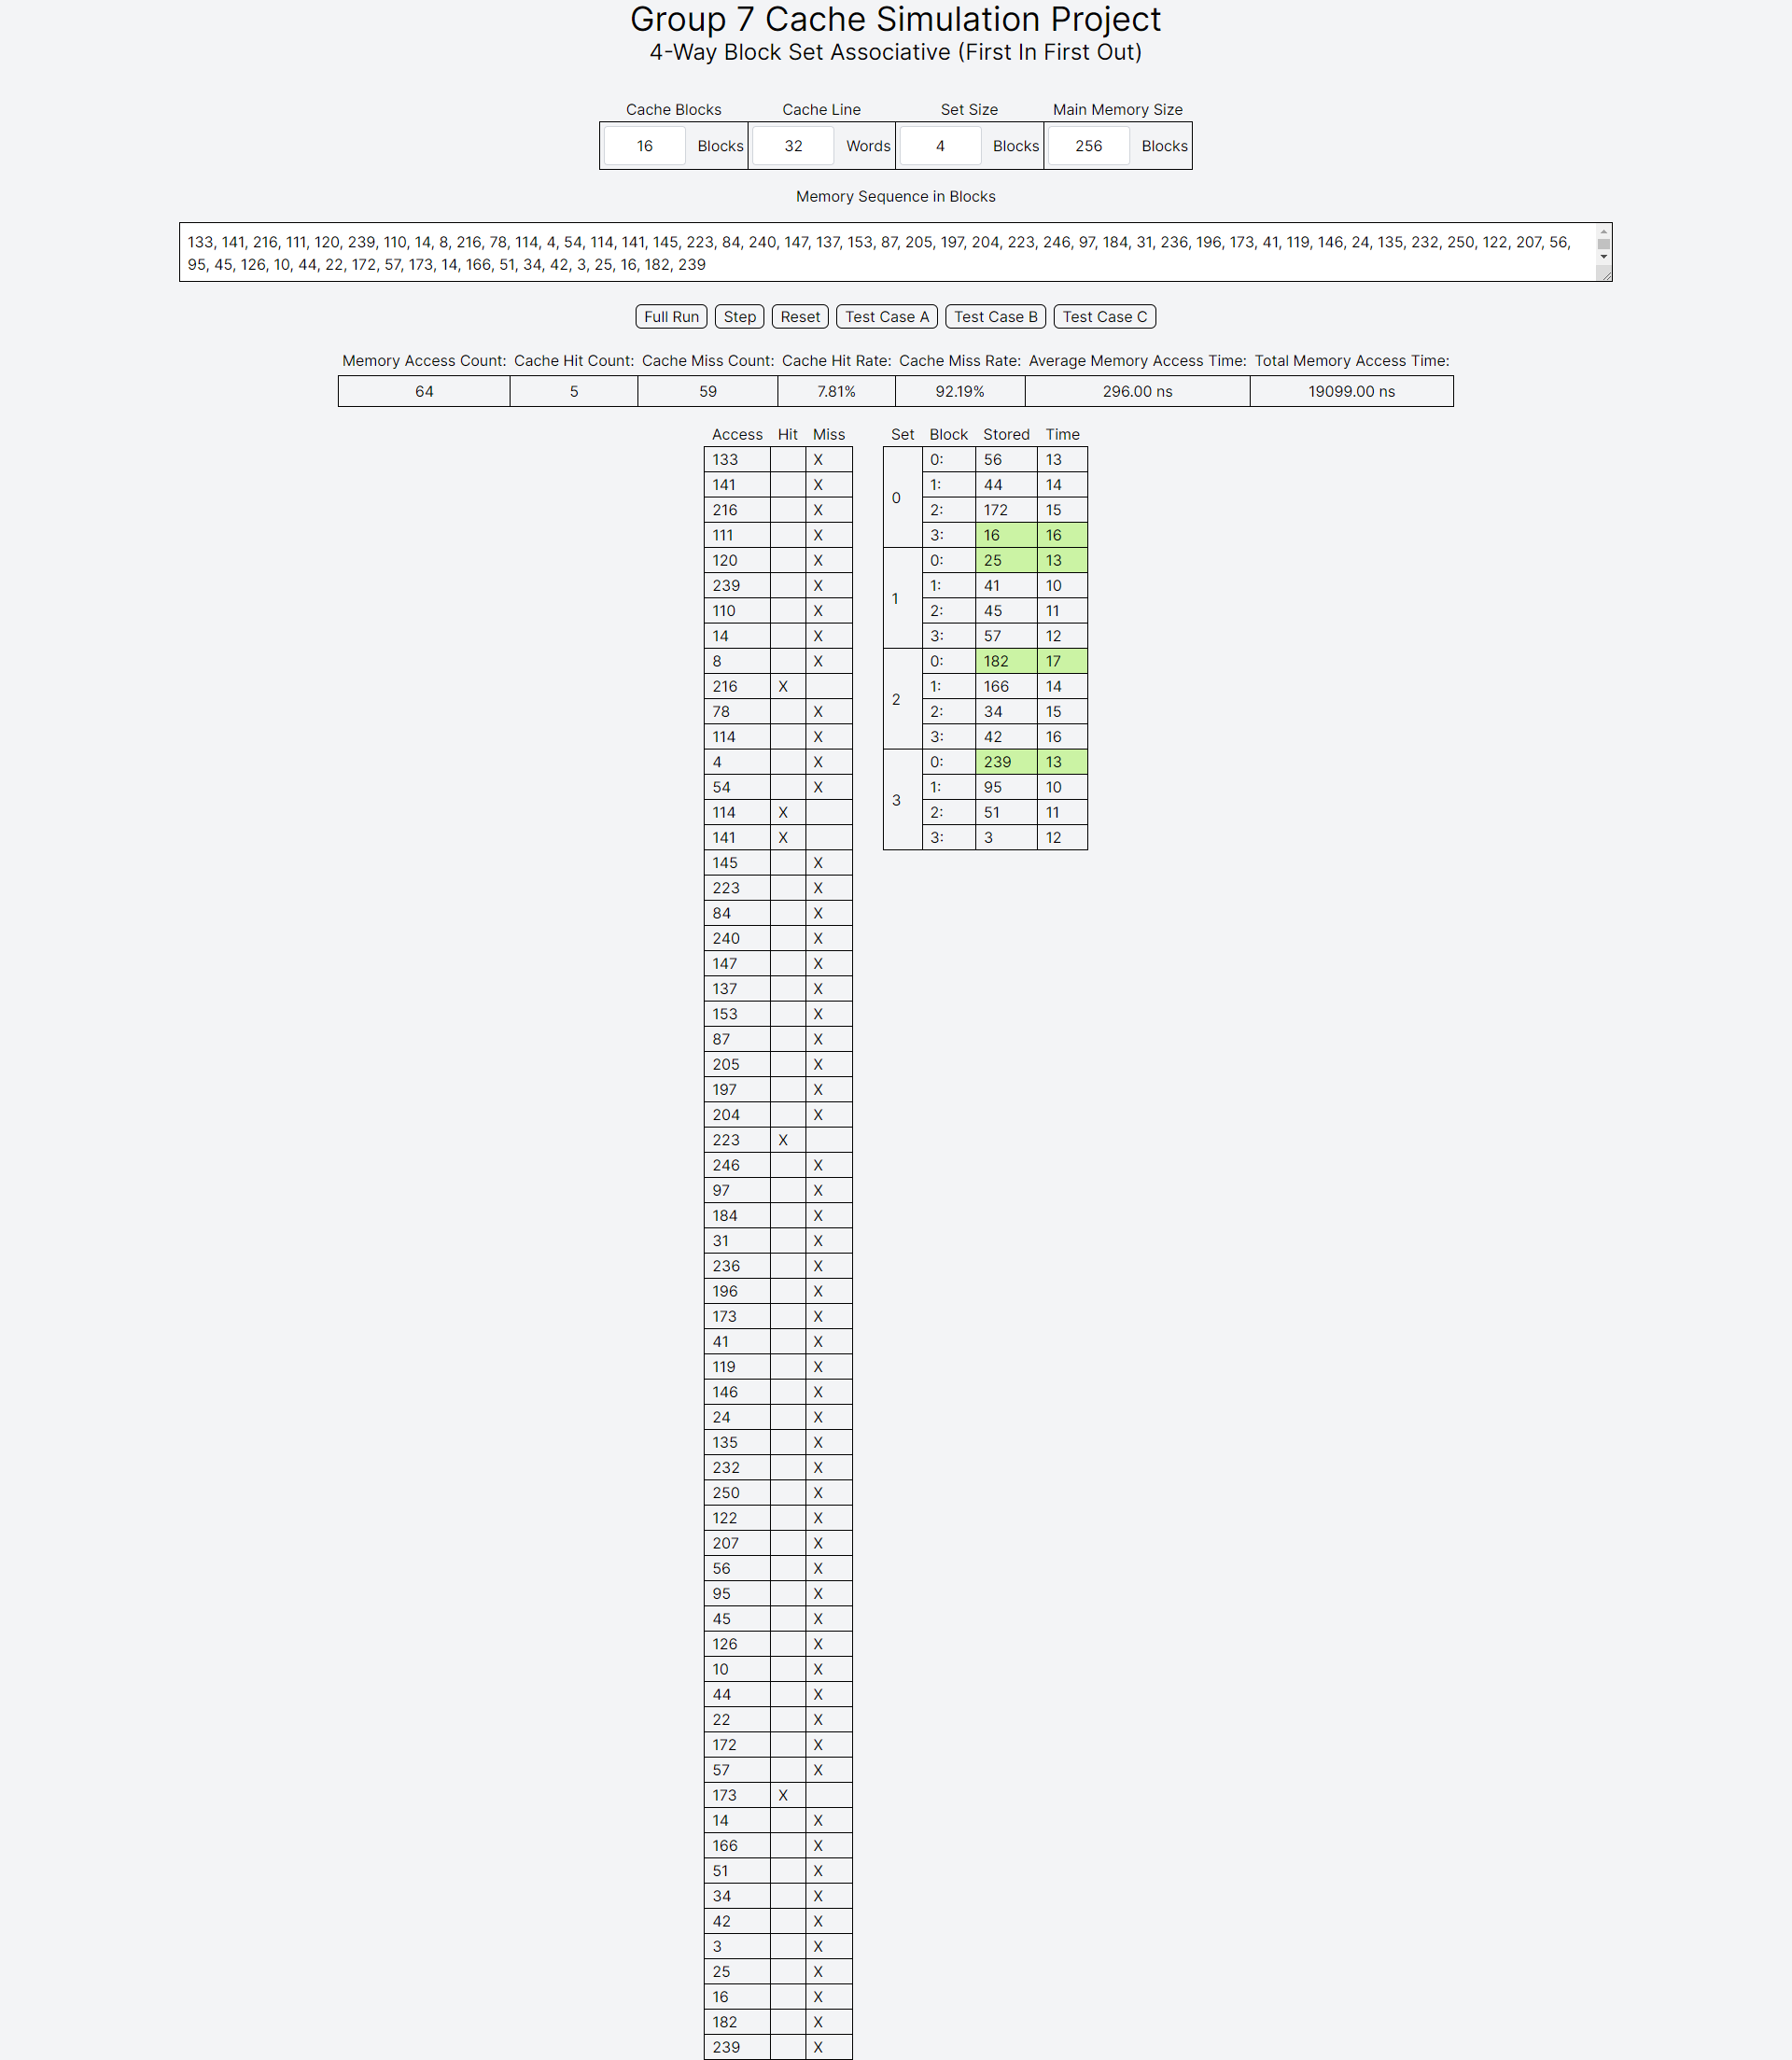 Group 7 Cache Simulation Project
4-Way Block Set Associative (First In First Out)
Cache Blocks Cache Line Set Size Main Memory Size
16 Blocks 32 Words 4 Blocks 256 Blocks
Memory Sequence in Blocks
133, 141, 216, 111, 120, 239, 110, 14, 8, 216, 78, 114, 4, 54, 114, 141, 145, 223, 84, 240, 147, 137, 153, 87, 205, 197, 204, 223, 246, 97, 184, 31, 236, 196, 173, 41, 119, 146, 24, 135, 232, 250, 122, 207, 56,
95, 45, 126, 10, 44, 22, 172, 57, 173, 14, 166, 51, 34, 42, 3, 25, 16, 182, 239
Full Run Step Reset Test Case A Test Case B Test Case C
Memory Access Count: Cache Hit Count: Cache Miss Count: Cache Hit Rate: Cache Miss Rate: Average Memory Access Time: Total Memory Access Time:
64 5 59 7.81% 92.19% 296.00 ns 19099.00 ns
Access Hit Miss
133 X
141 X
216 X
111 X
120 X
239 X
110 X
14 X
8 X
216 X
78 X
114 X
4 X
54 X
114 X
141 X
145 X
223 X
84 X
240 X
147 X
137 X
153 X
87 X
205 X
197 X
204 X
223 X
246 X
97 X
184 X
31 X
236 X
196 X
173 X
41 X
119 X
146 X
24 X
135 X
232 X
250 X
122 X
207 X
56 X
95 X
45 X
126 X
10 X
44 X
22 X
172 X
57 X
173 X
14 X
166 X
51 X
34 X
42 X
3 X
25 X
16 X
182 X
239 X
Set Block Stored Time
0
0: 56 13
1: 44 14
2: 172 15
3: 16 16
1
0: 25 13
1: 41 10
2: 45 11
3: 57 12
2
0: 182 17
1: 166 14
2: 34 15
3: 42 16
3
0: 239 13
1: 95 10
2: 51 11
3: 3 12